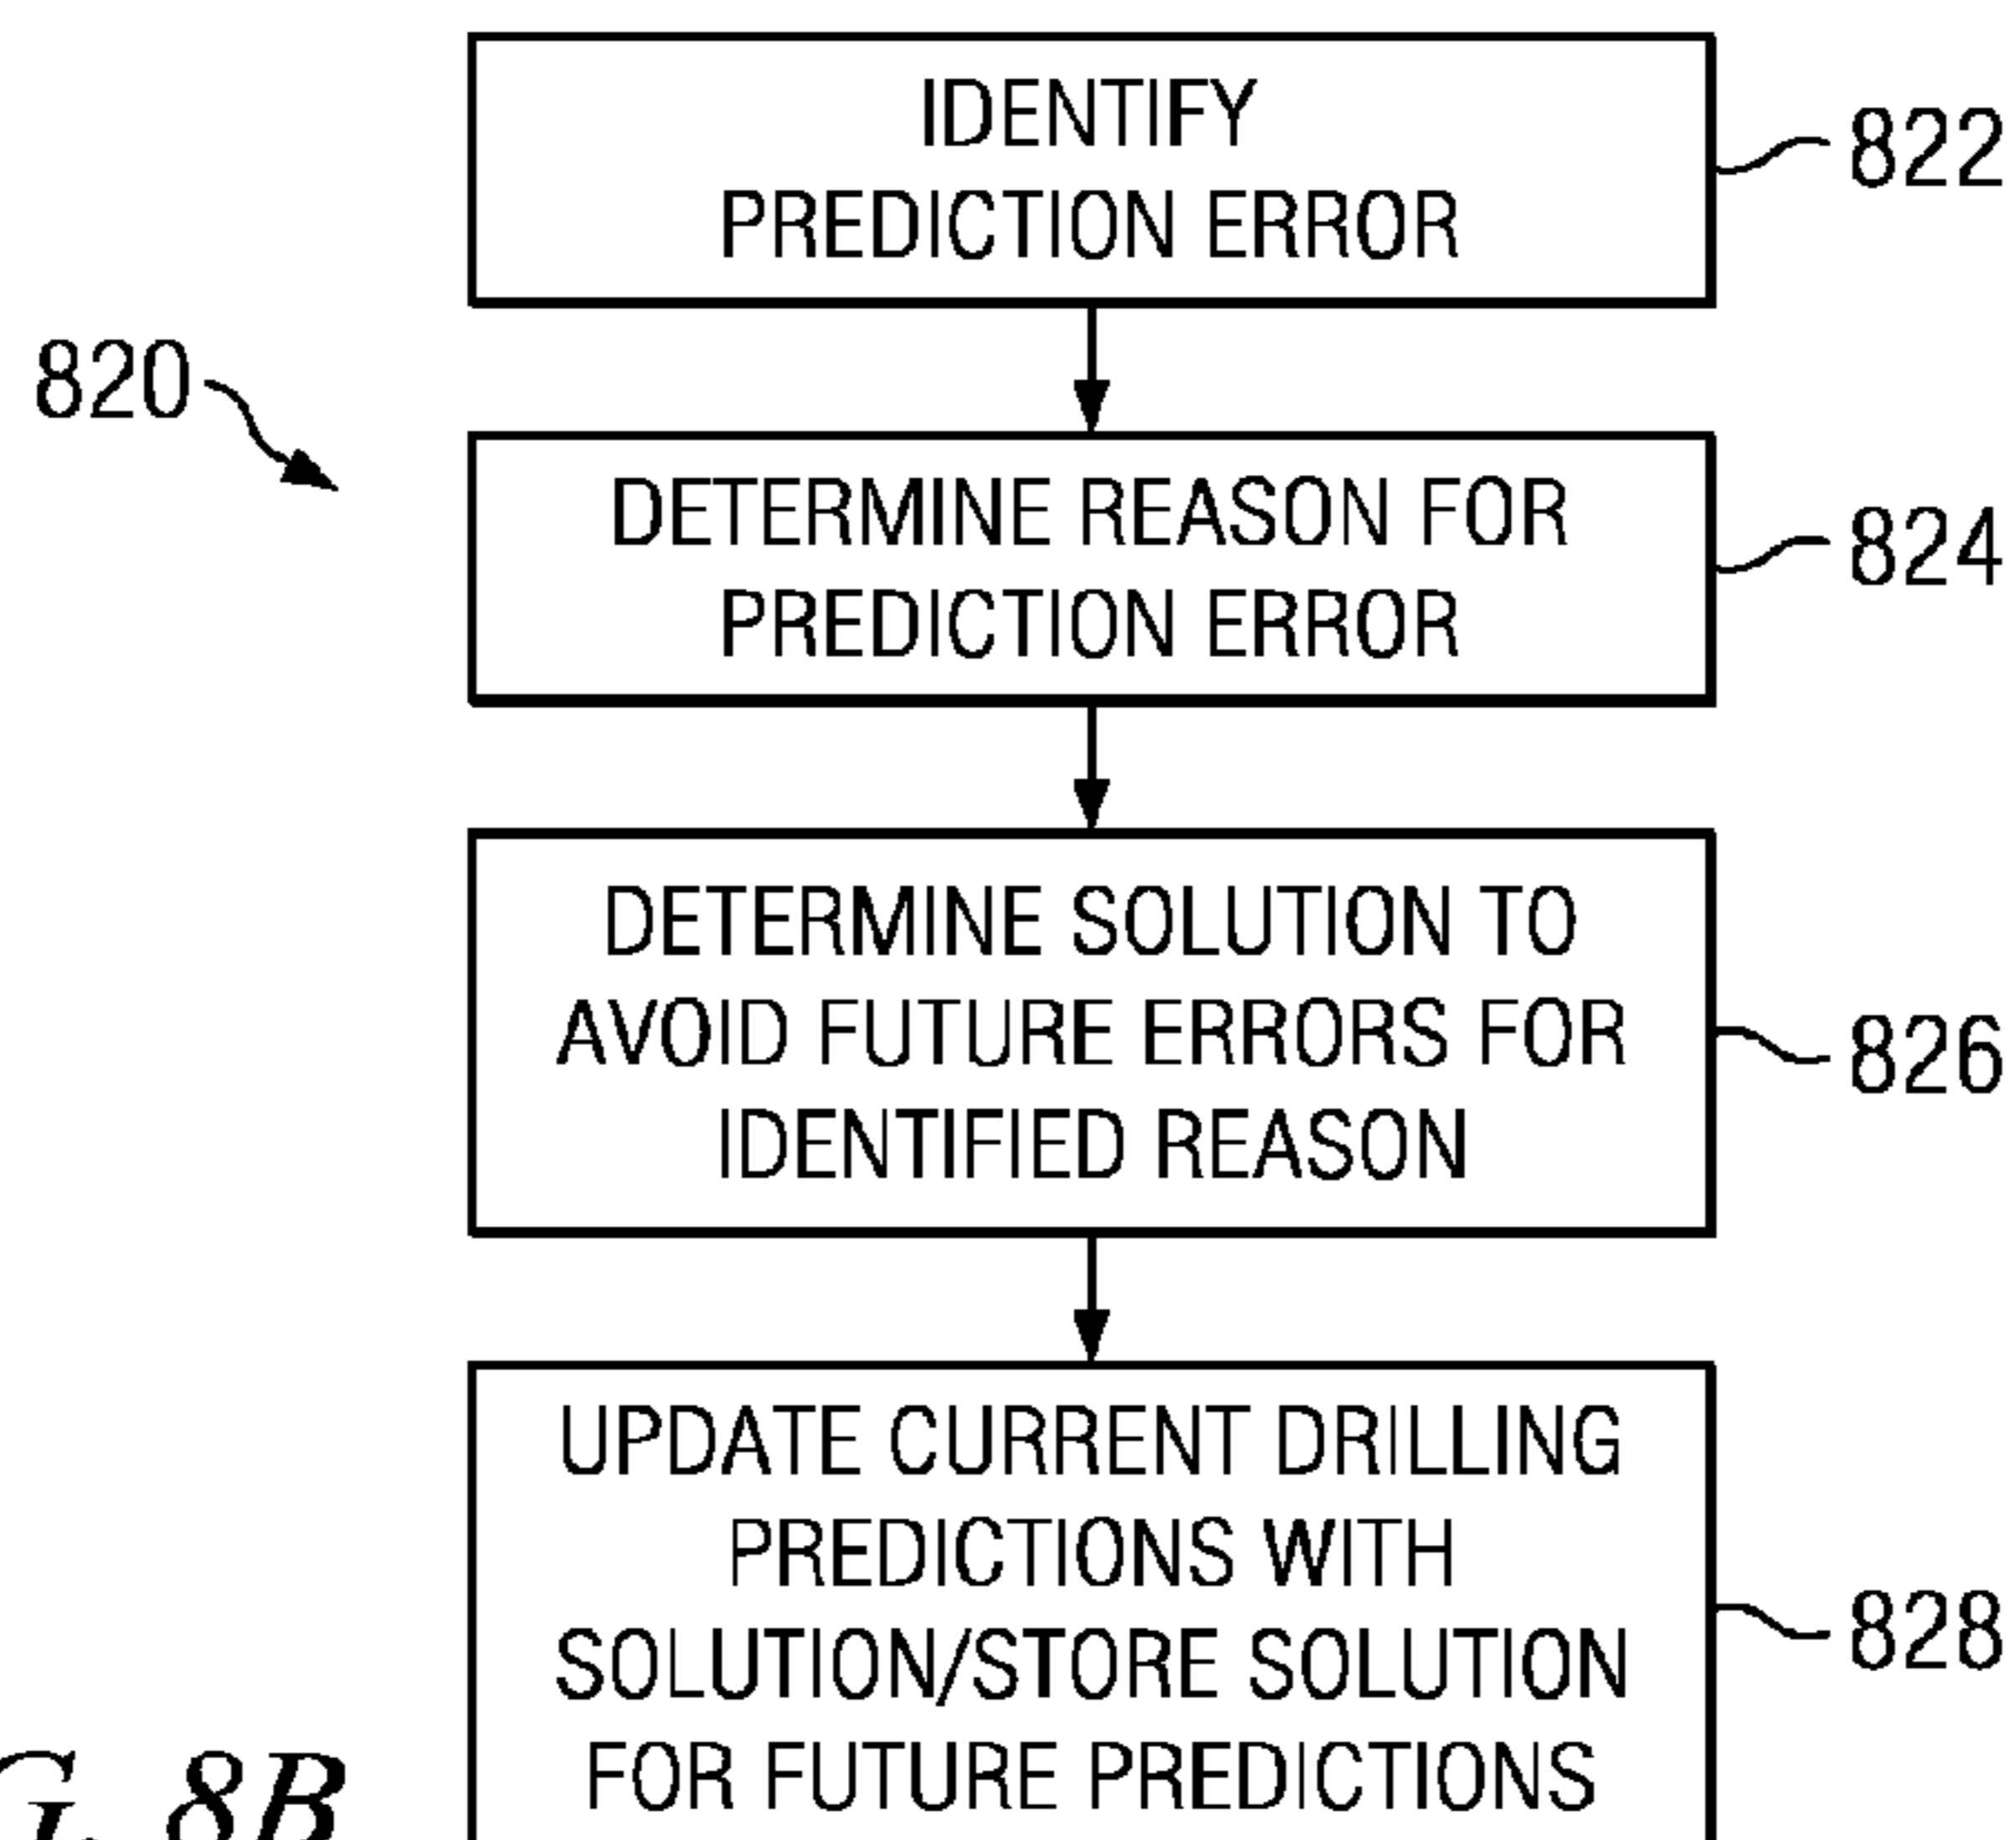 IDENTIFY
PREDICTION ERROR
822
820
DETERMINE REASON FOR
PREDICTION ERROR
824
DETERMINE SOLUTION TO
AVOID FUTURE ERRORS FOR
IDENTIFIED REASON
826
UPDATE CURRENT DRILLING
PREDICTIONS WITH
SOLUTION/STORE SOLUTION
FOR FUTURE PREDICTIONS
828
8B